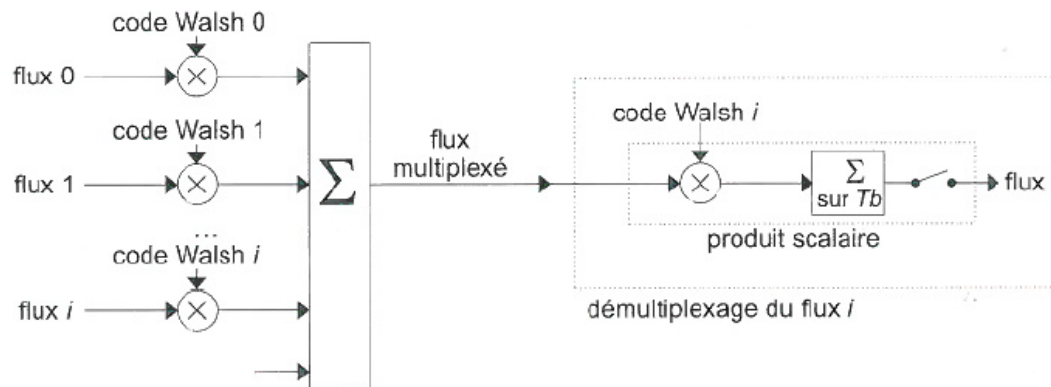 code Walsh 0
flux 0
code Walsh 1
flux 1
...
code Walsh i
flux i
Σ
flux
multiplexé
code Walsh i
Σ
sur Tb
flux
produit scalaire
démultiplexage du flux i